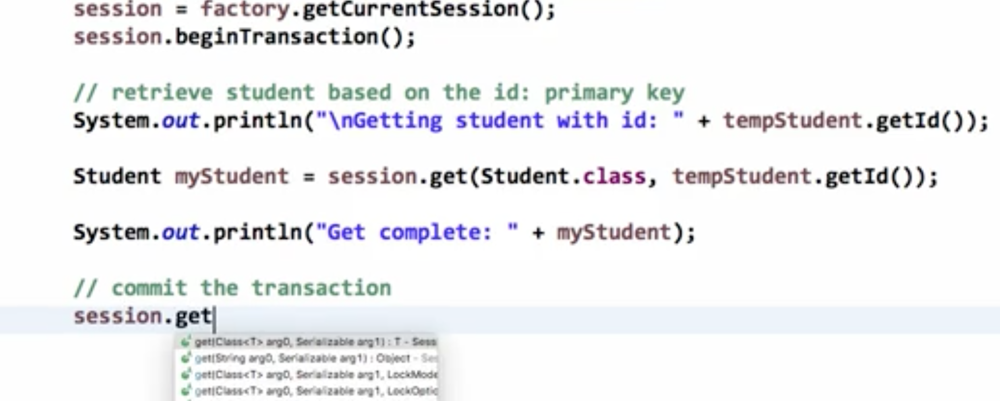 session = factory.getCurrentSession();
session.beginTransaction();
// retrieve student based on the id: primary key
System.out.println("\nGetting student with id: " + tempStudent.getId());
Student myStudent = session.get(Student.class, tempStudent.getId());
System.out.println("Get complete: " + myStudent);
// commit the transaction
session.get
get(Class<T> arg0, Serializable arg1) : T - Sess
get(String arg0, Serializable arg1) : Object - Ses
get(Class<T> arg0, Serializable arg1, LockMode
get(Class<T> arg0, Serializable arg1, LockOptio